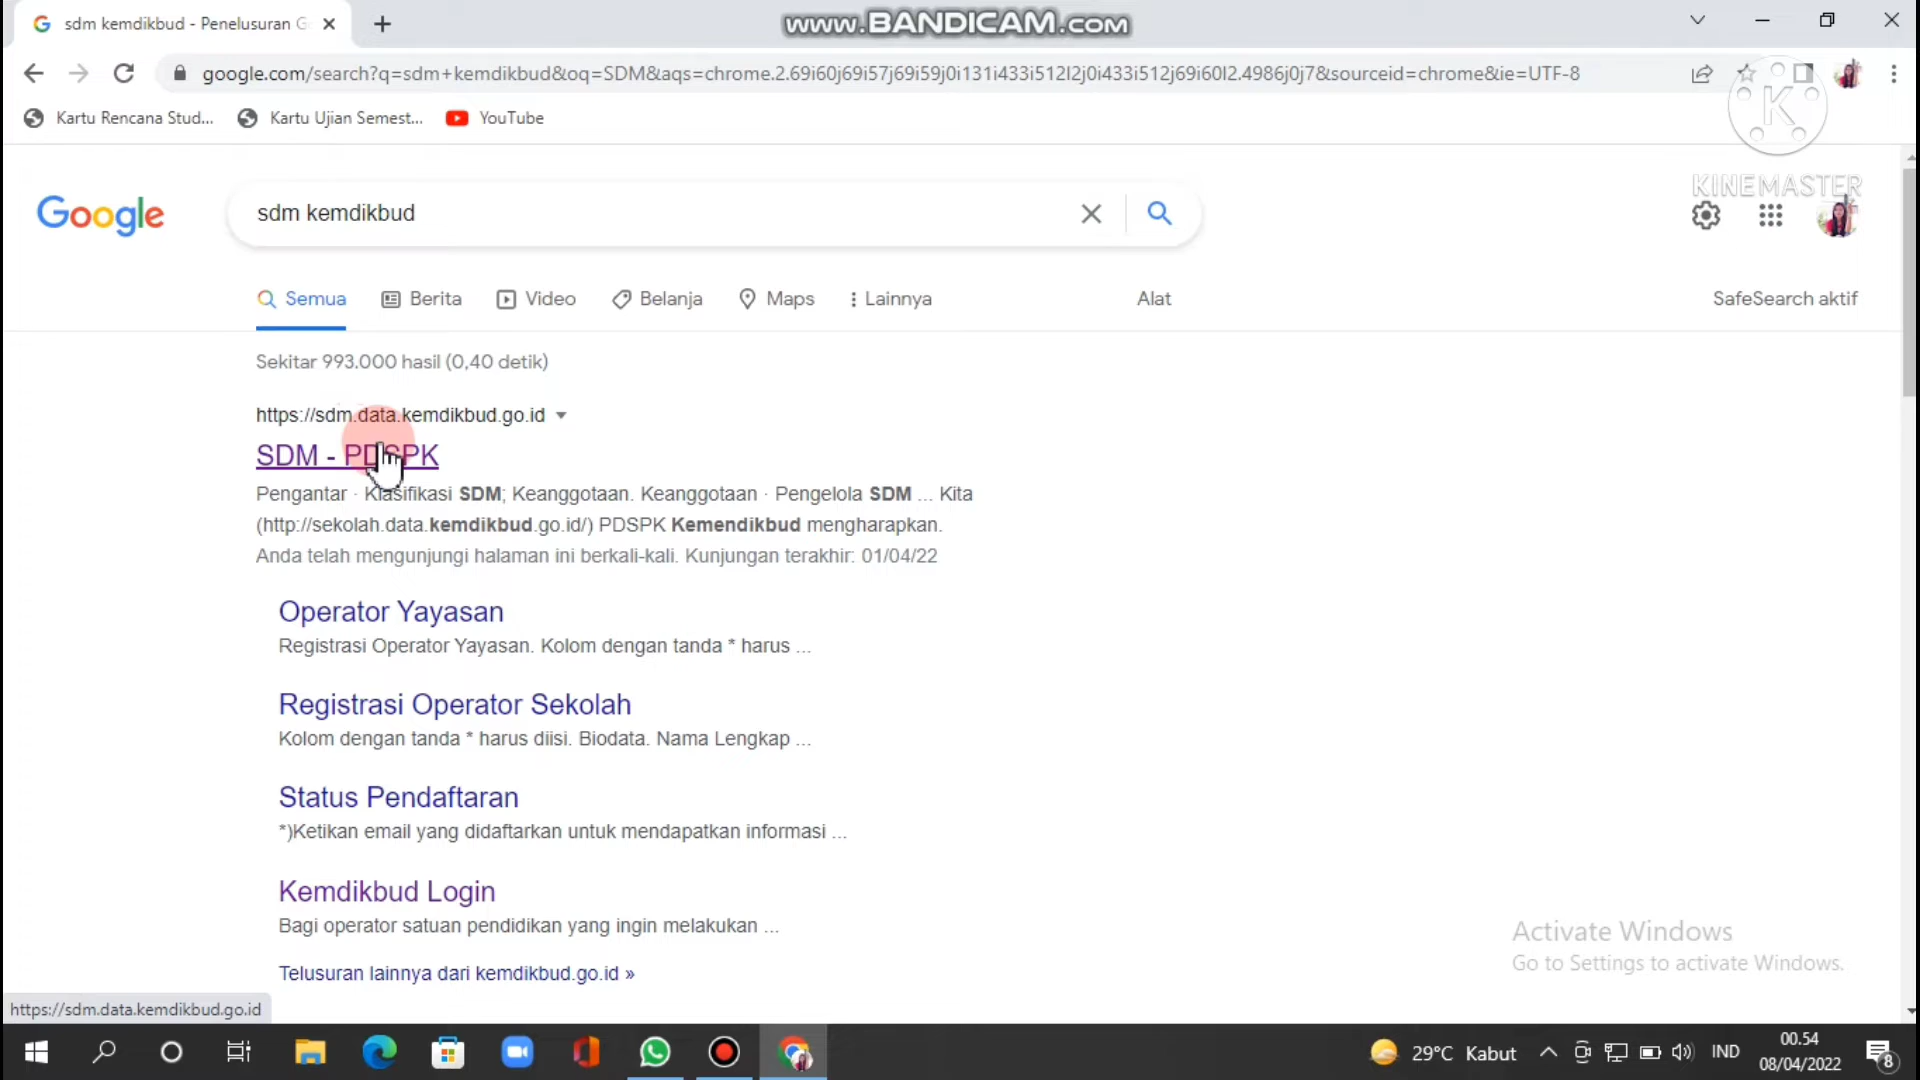 sdm kemdikbud - Penelusuran G
www.BANDICAM.com
google.com/search?q=sdm+kemdikbud&oq=SDM&aqs=chrome.2.69i60j69i57j69i59j0i131i433i512l2j0i433i512j69i60l2.4986j0j7&sourceid=chrome&ie=UTF-8
Kartu Rencana Stud... Kartu Ujian Semest... YouTube
K
KINEMASTER
Google
sdm kemdikbud
Semua Berita Video Belanja Maps Lainnya Alat SafeSearch aktif
Sekitar 993.000 hasil (0,40 detik)
https://sdm.data.kemdikbud.go.id
SDM - PDSPK
Pengantar · Klasifikasi SDM; Keanggotaan. Keanggotaan · Pengelola SDM ... Kita
(http://sekolah.data.kemdikbud.go.id/) PDSPK Kemendikbud mengharapkan.
Anda telah mengunjungi halaman ini berkali-kali. Kunjungan terakhir: 01/04/22
Operator Yayasan
Registrasi Operator Yayasan. Kolom dengan tanda * harus ...
Registrasi Operator Sekolah
Kolom dengan tanda * harus diisi. Biodata. Nama Lengkap ...
Status Pendaftaran
*)Ketikan email yang didaftarkan untuk mendapatkan informasi ...
Kemdikbud Login
Bagi operator satuan pendidikan yang ingin melakukan ...
Telusuran lainnya dari kemdikbud.go.id »
Activate Windows
Go to Settings to activate Windows.
https://sdm.data.kemdikbud.go.id
29°C Kabut IND
00.54
08/04/2022
8